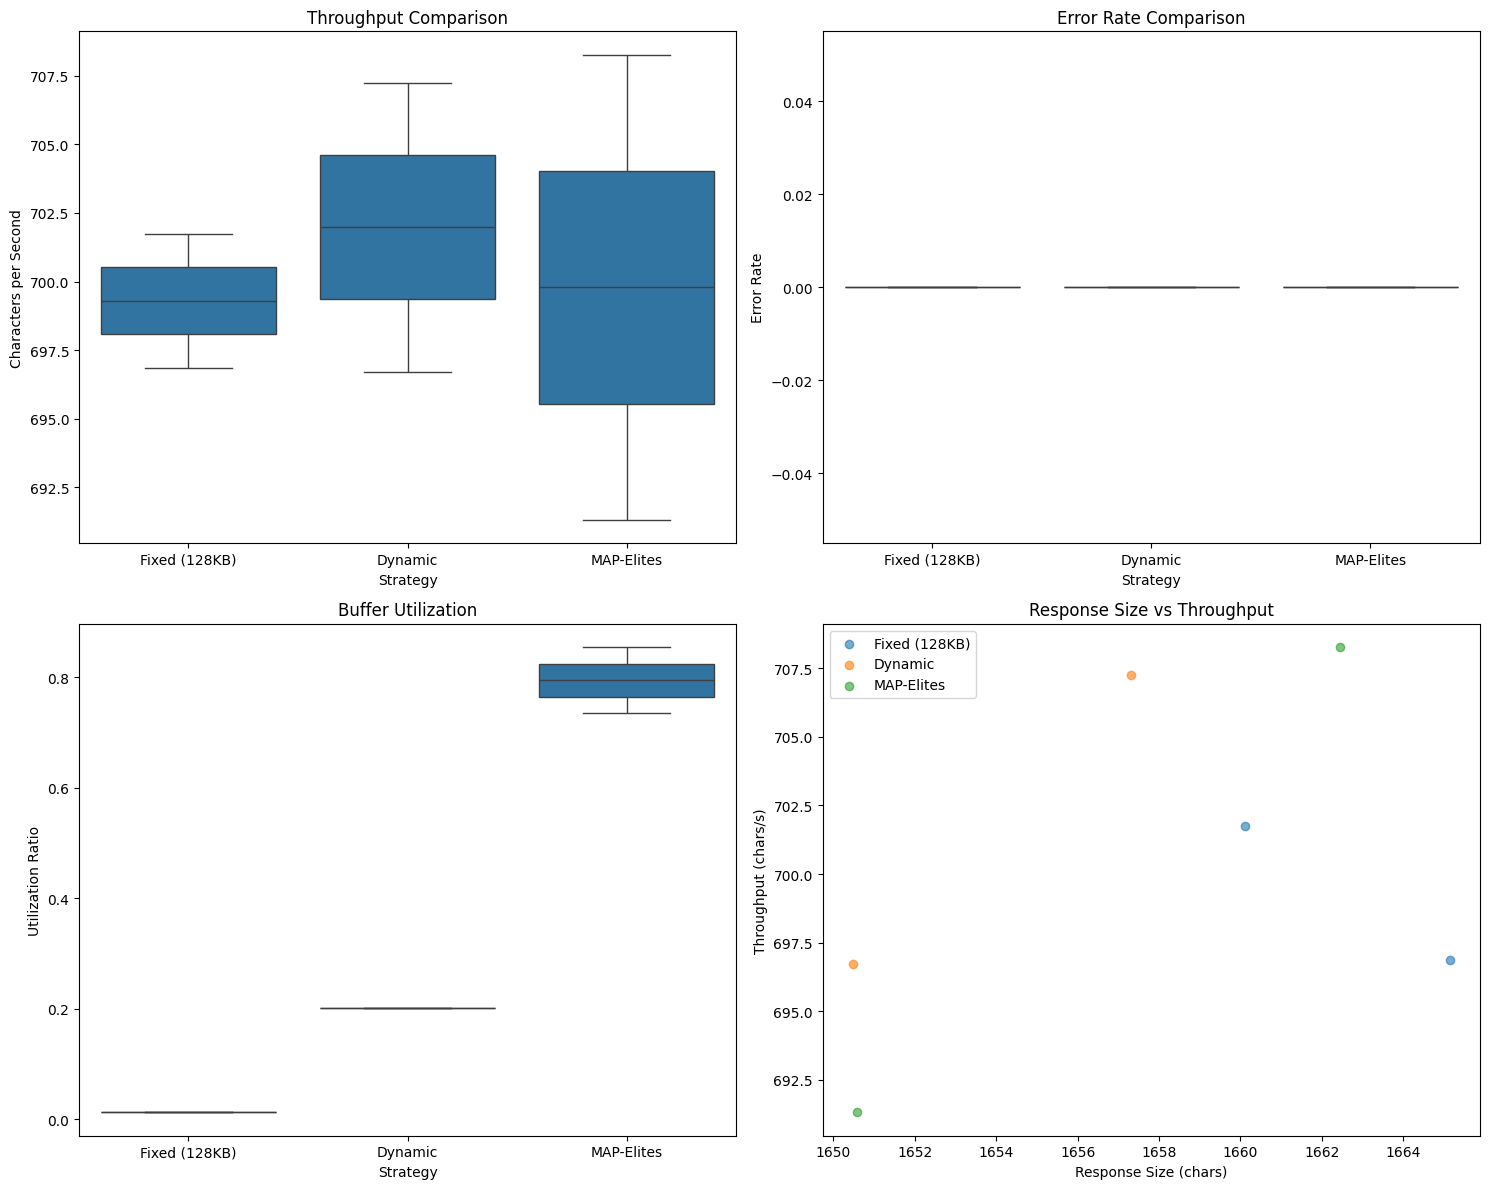 Throughput Comparison
707.5
705.0
702.5
700.0
697.5
695.0
692.5
Characters per Second
Fixed (128KB)
Dynamic
MAP-Elites
Strategy
Error Rate Comparison
0.04
0.02
0.00
−0.02
−0.04
Error Rate
Fixed (128KB)
Dynamic
MAP-Elites
Strategy
Buffer Utilization
0.8
0.6
0.4
0.2
0.0
Utilization Ratio
Fixed (128KB)
Dynamic
MAP-Elites
Strategy
Response Size vs Throughput
Fixed (128KB)
Dynamic
MAP-Elites
707.5
705.0
702.5
700.0
697.5
695.0
692.5
Throughput (chars/s)
1650 1652 1654 1656 1658 1660 1662 1664
Response Size (chars)